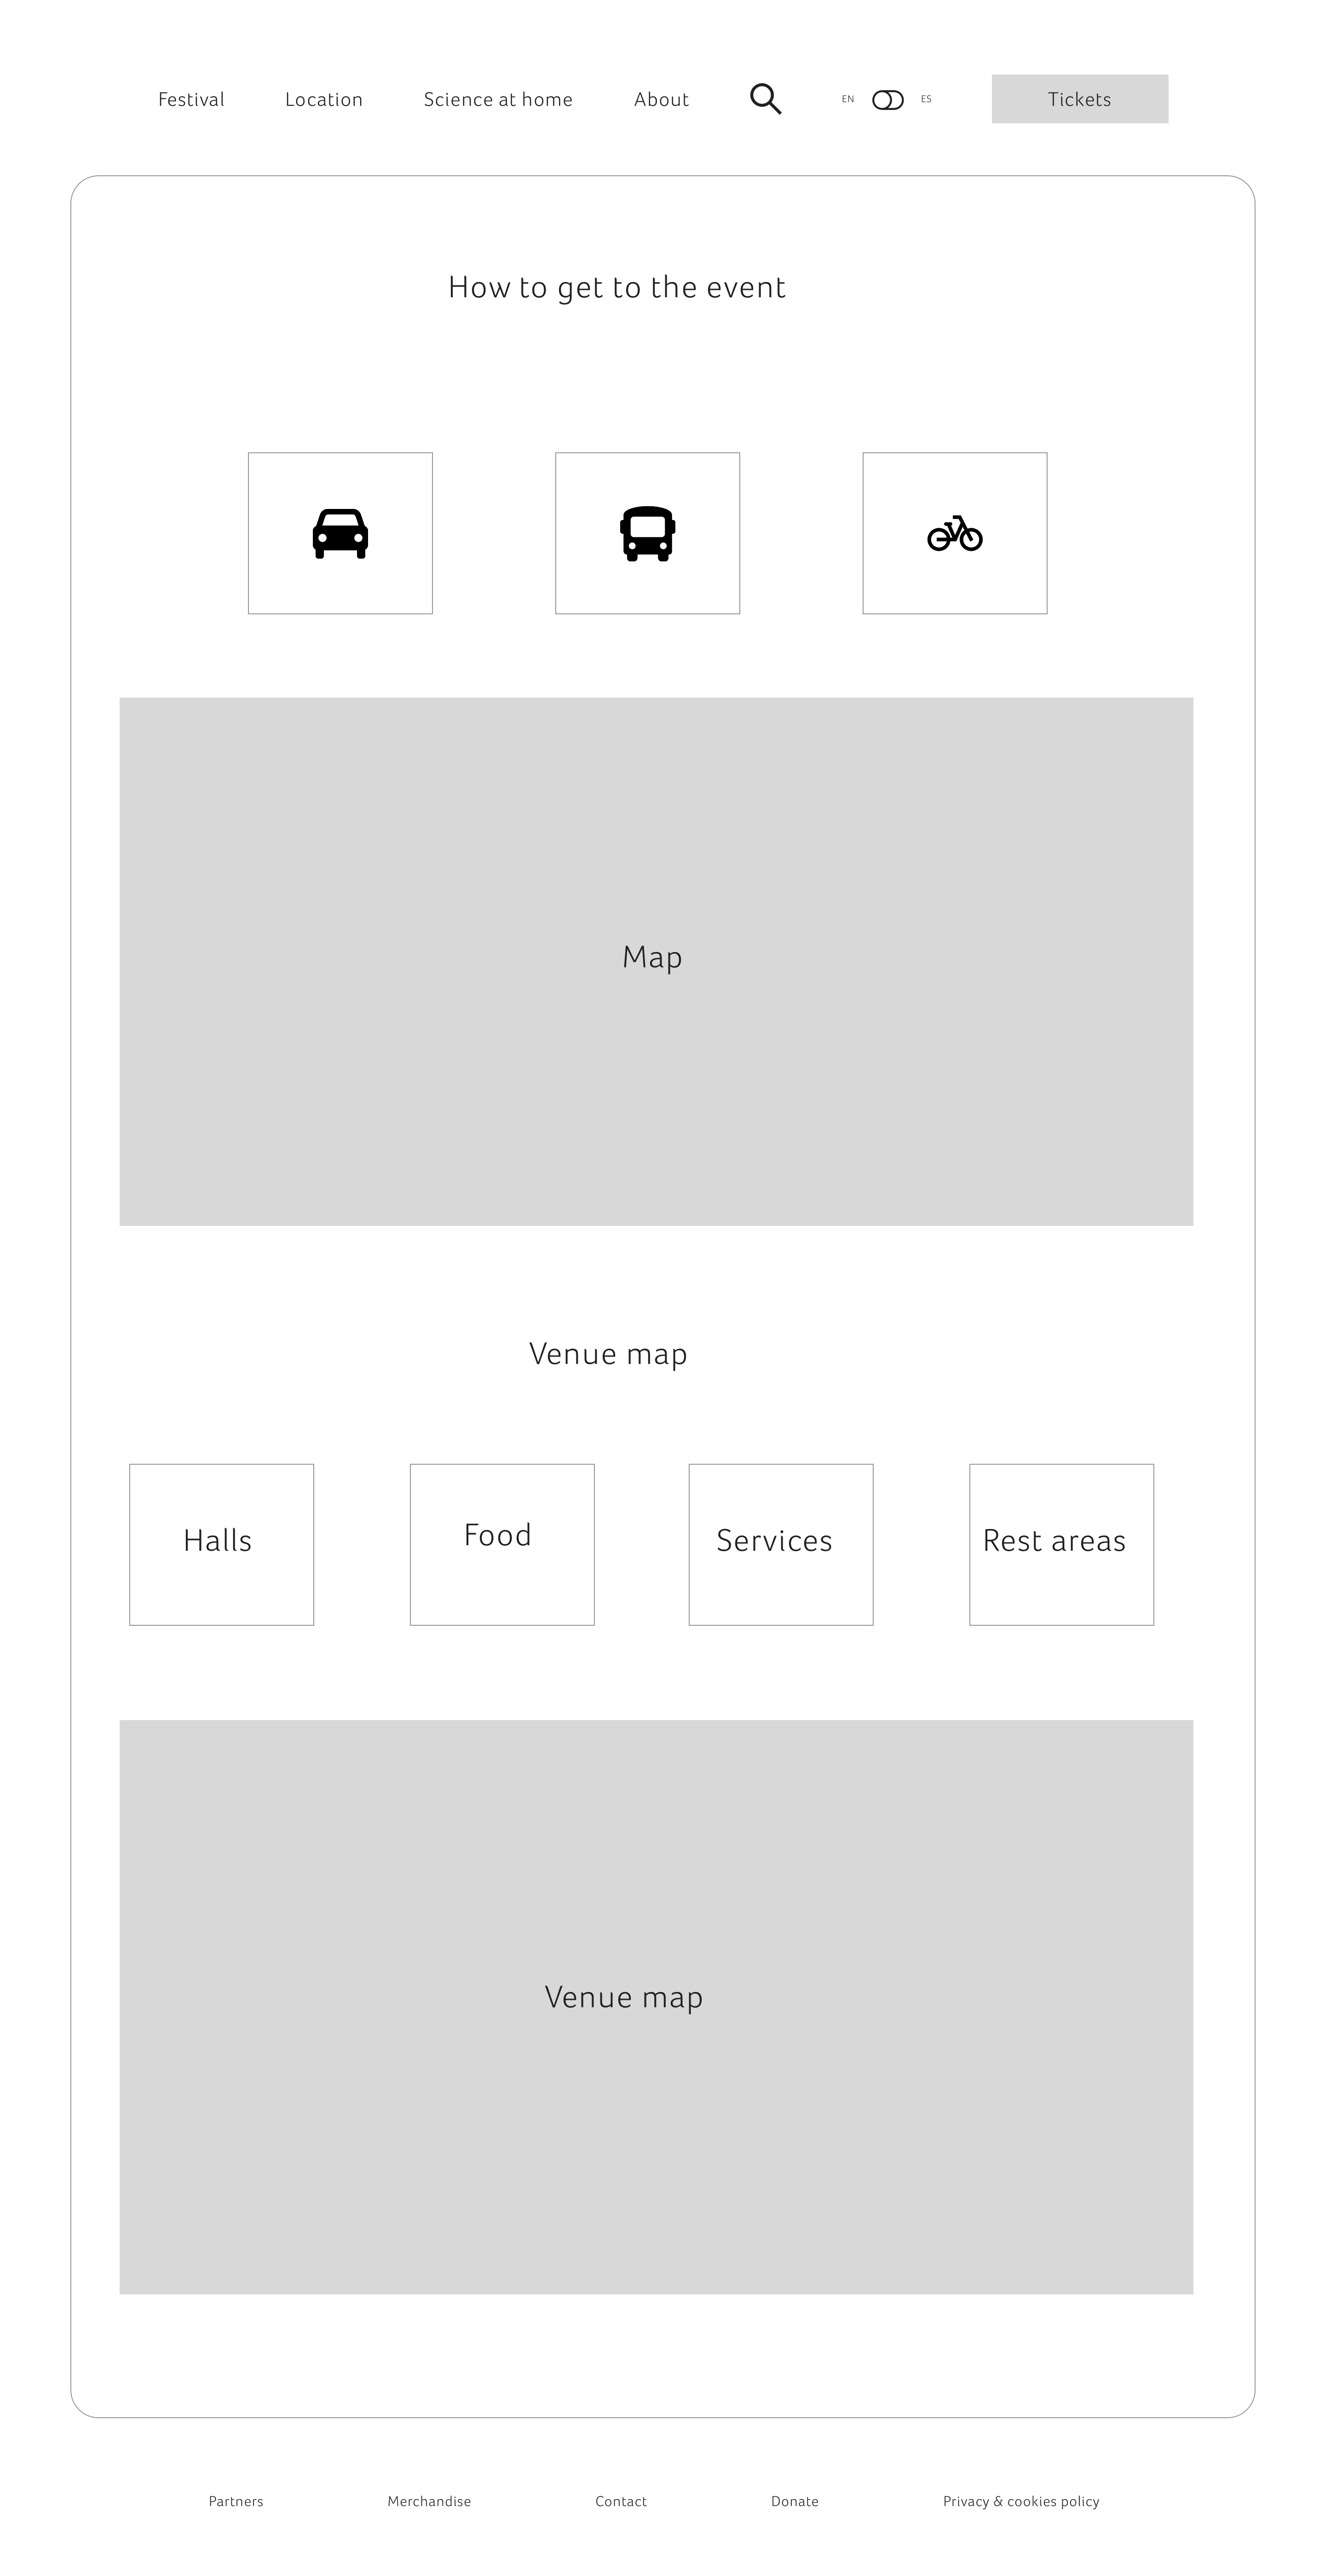 Festival
Location
Science at home
About
EN
ES
Tickets
How to get to the event
Map
Venue map
Halls
Food
Services
Rest areas
Venue map
Partners
Merchandise
Contact
Donate
Privacy & cookies policy